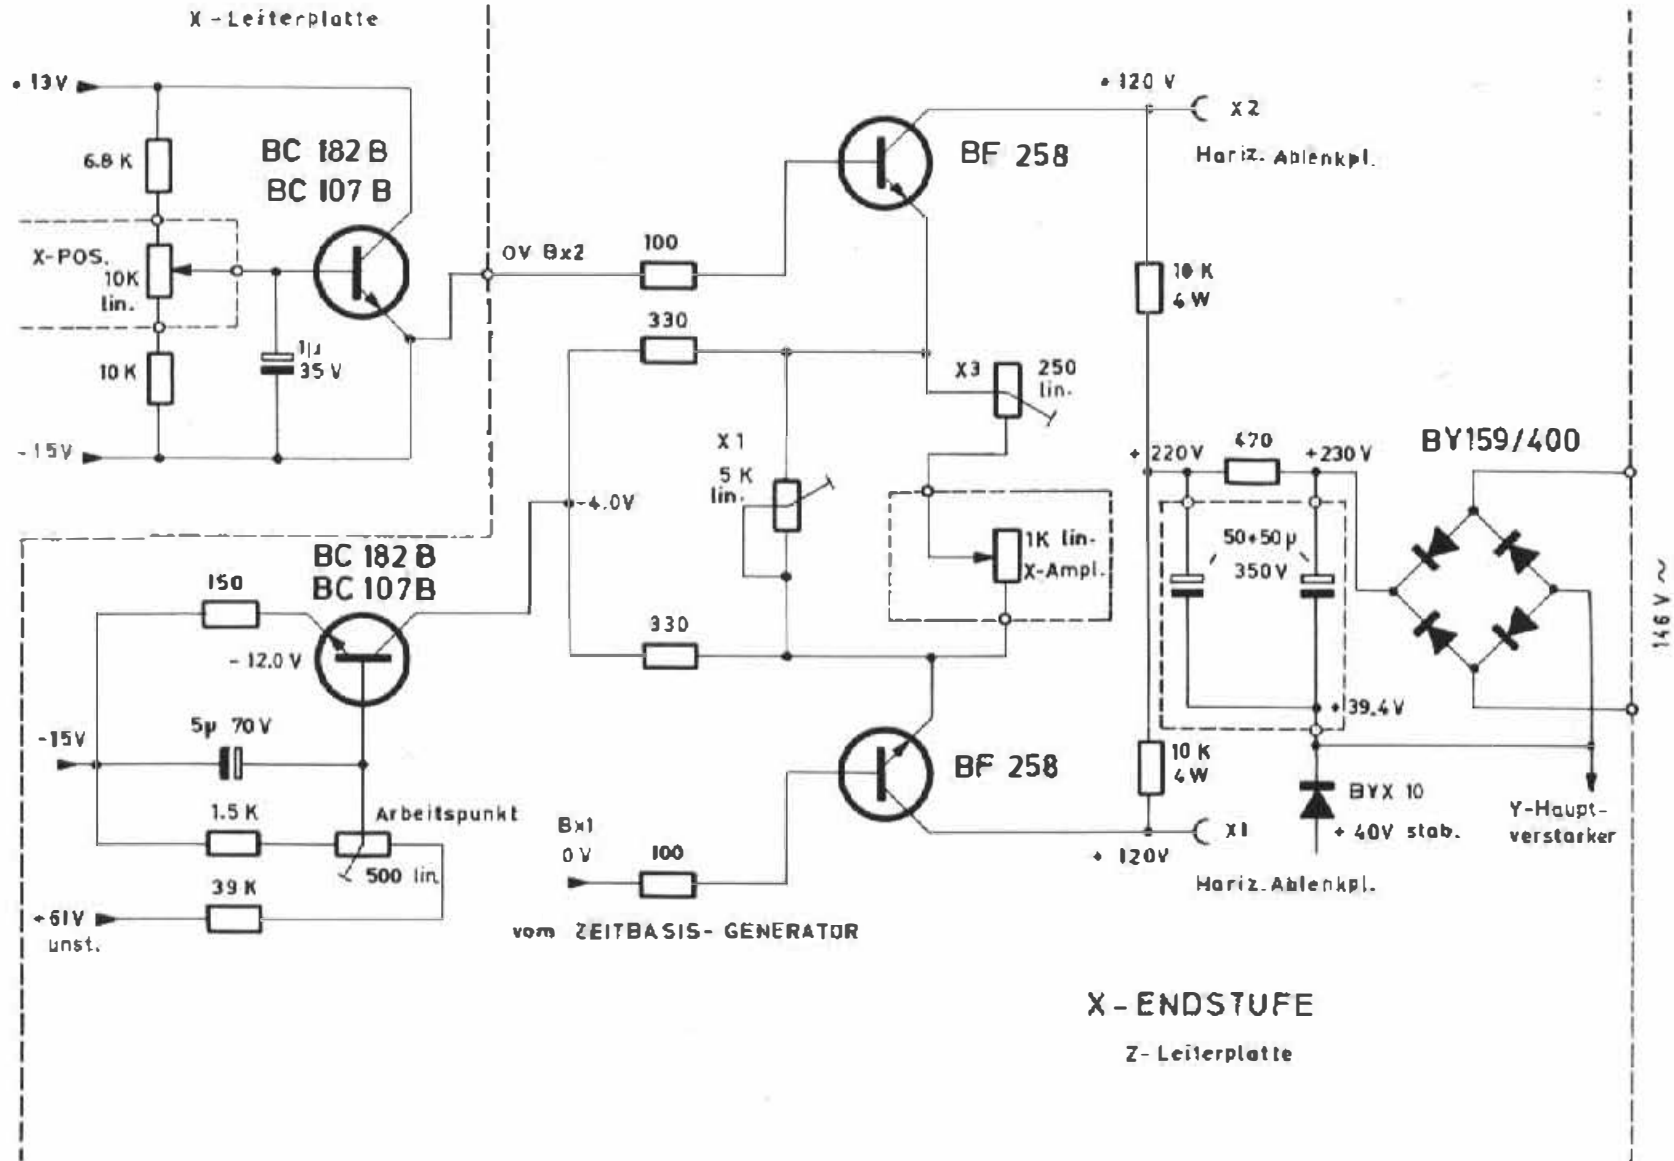 X-Leiterplatte
+ 13V
6.8 K
BC 182 B
BC 107 B
X-POS.
10K
lin.
10 K
1µ
35 V
-15V
0V Bx2
100
330
BF 258
+120 V
X2
Horiz. Ablenkpl.
10 K
4W
X3
250
lin.
X1
5 K
lin.
-4.0V
1K lin.
X-Ampl.
+220V
470
+230V
BY159/400
50+50µ
350V
146 V ~
+39.4V
BC 182 B
BC 107B
150
-12.0 V
5µ 70V
-15V
1.5 K
Arbeitspunkt
500 lin.
39 K
+61V
unst.
330
BF 258
Bx1
0V
100
vom ZEITBASIS-GENERATOR
10 K
4W
X1
+120V
Horiz. Ablenkpl.
BYX 10
+ 40V stab.
Y-Haupt-
verstärker
X-ENDSTUFE
Z-Leiterplatte